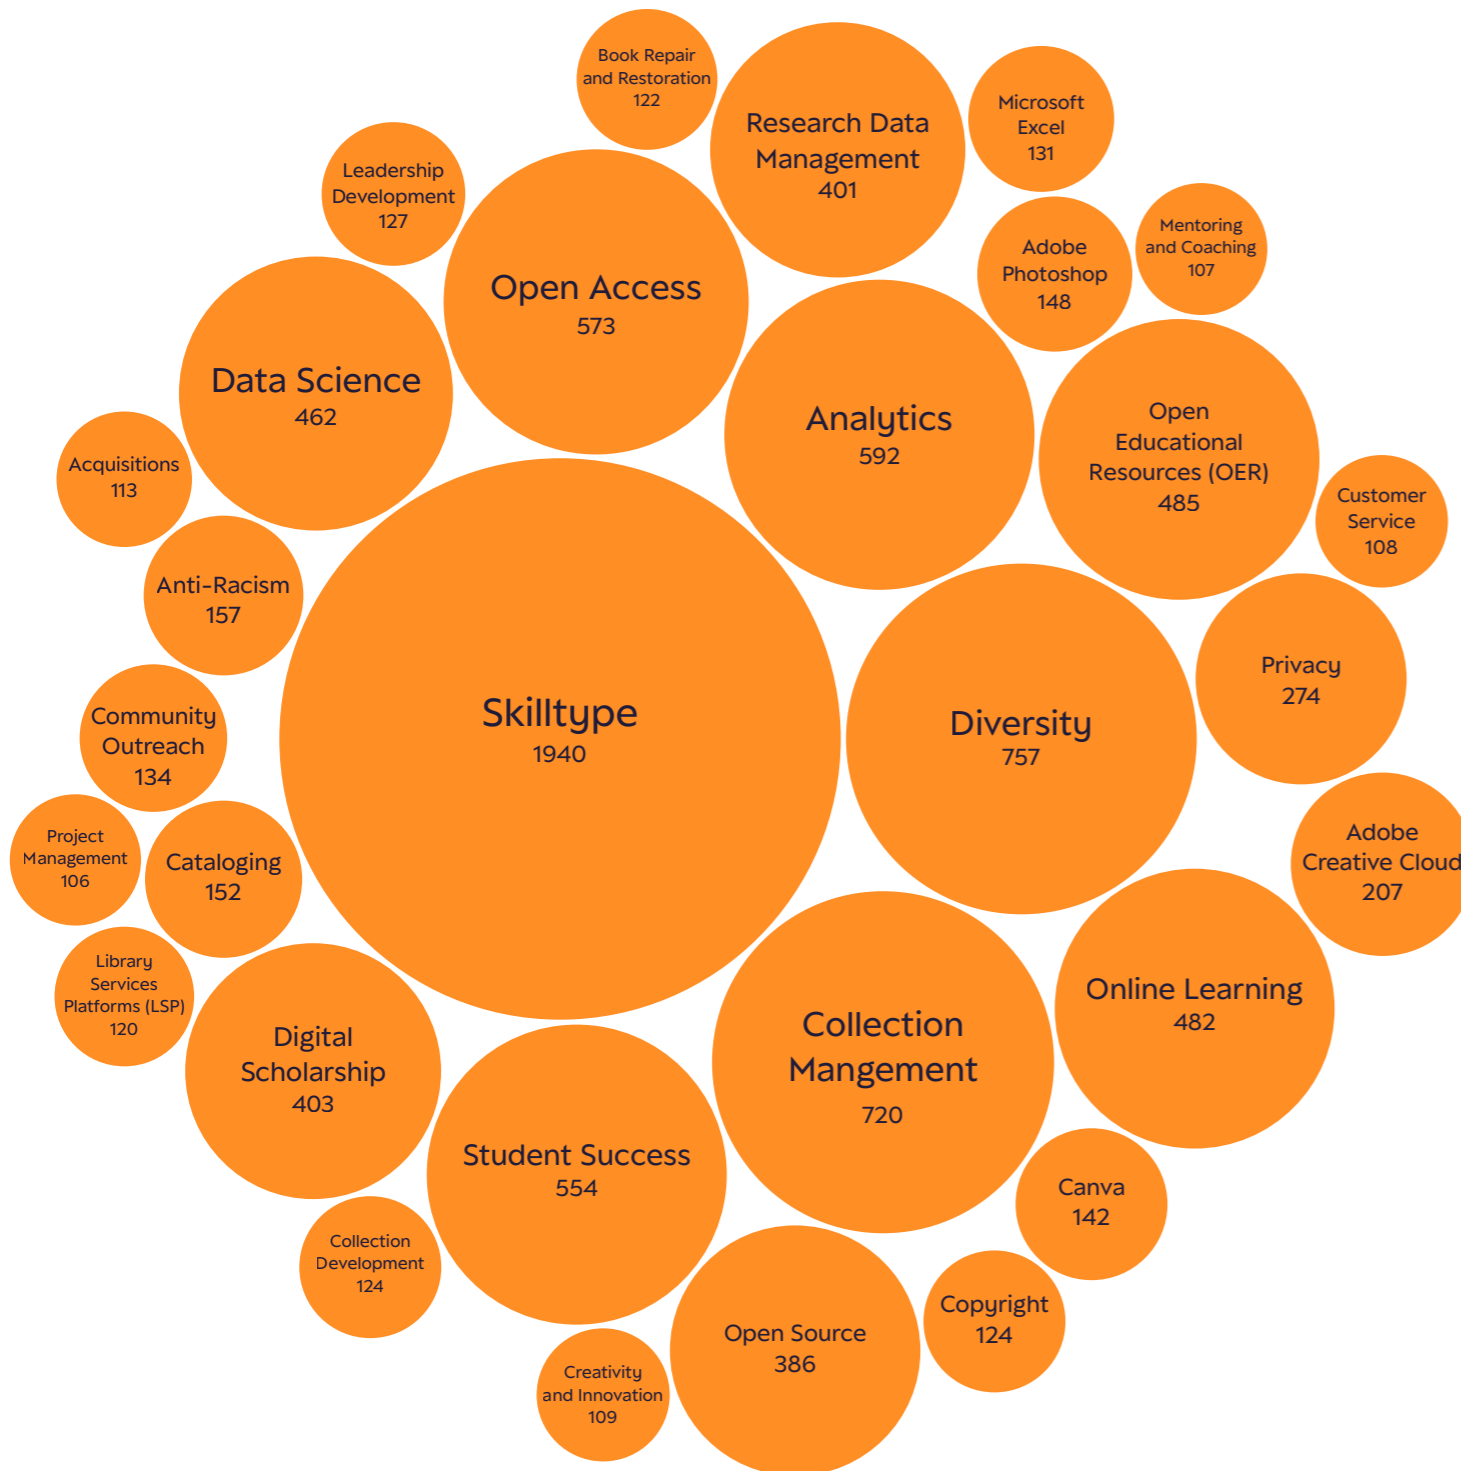 Book Repair
and Restoration
122
Research Data
Management
401
Microsoft
Excel
131
Leadership
Development
127
Open Access
573
Adobe
Photoshop
148
Mentoring
and Coaching
107
Data Science
462
Analytics
592
Open
Educational
Resources (OER)
485
Acquisitions
113
Customer
Service
108
Anti-Racism
157
Privacy
274
Community
Outreach
134
Skilltype
1940
Diversity
757
Project
Management
106
Cataloging
152
Adobe
Creative Cloud
207
Library
Services
Platforms (LSP)
120
Digital
Scholarship
403
Collection
Mangement
720
Online Learning
482
Student Success
554
Canva
142
Collection
Development
124
Copyright
124
Open Source
386
Creativity
and Innovation
109